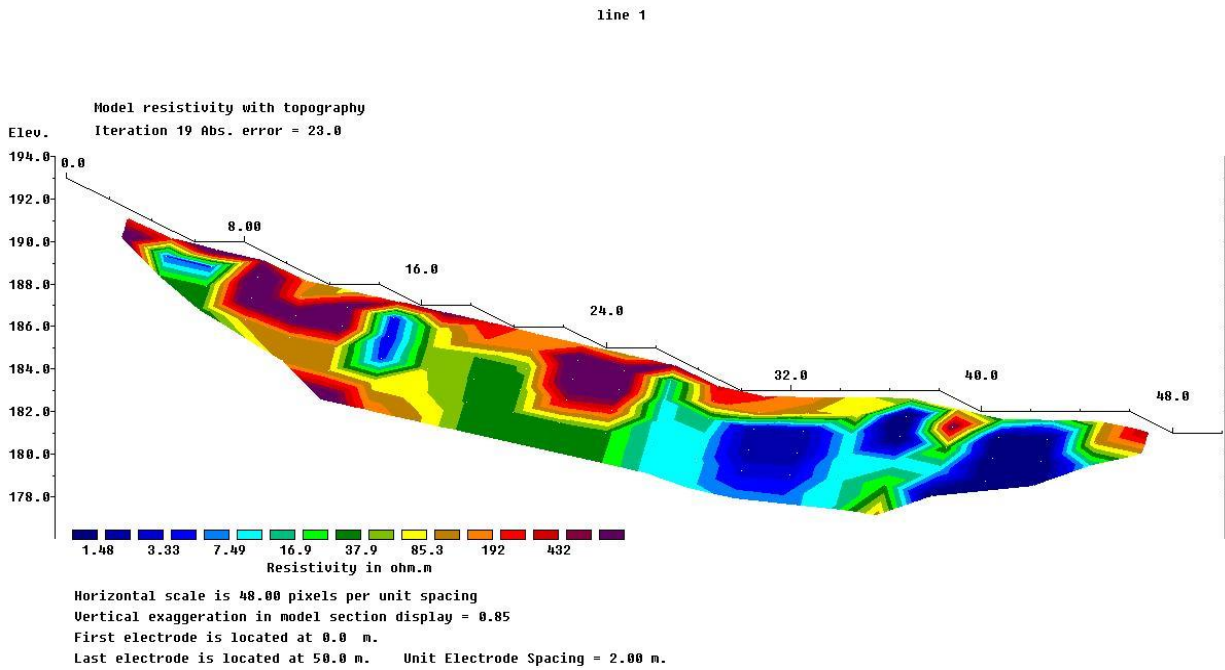 line 1
Model resistivity with topography
Iteration 19 Abs. error = 23.0
Elev.
194.0
0.0
192.0
8.00
190.0
16.0
188.0
24.0
186.0
184.0
32.0
40.0
48.0
182.0
180.0
178.0
1.48 3.33 7.49 16.9 37.9 85.3 192 432
Resistivity in ohm.m
Horizontal scale is 48.00 pixels per unit spacing
Vertical exaggeration in model section display = 0.85
First electrode is located at 0.0 m.
Last electrode is located at 50.0 m. Unit Electrode Spacing = 2.00 m.